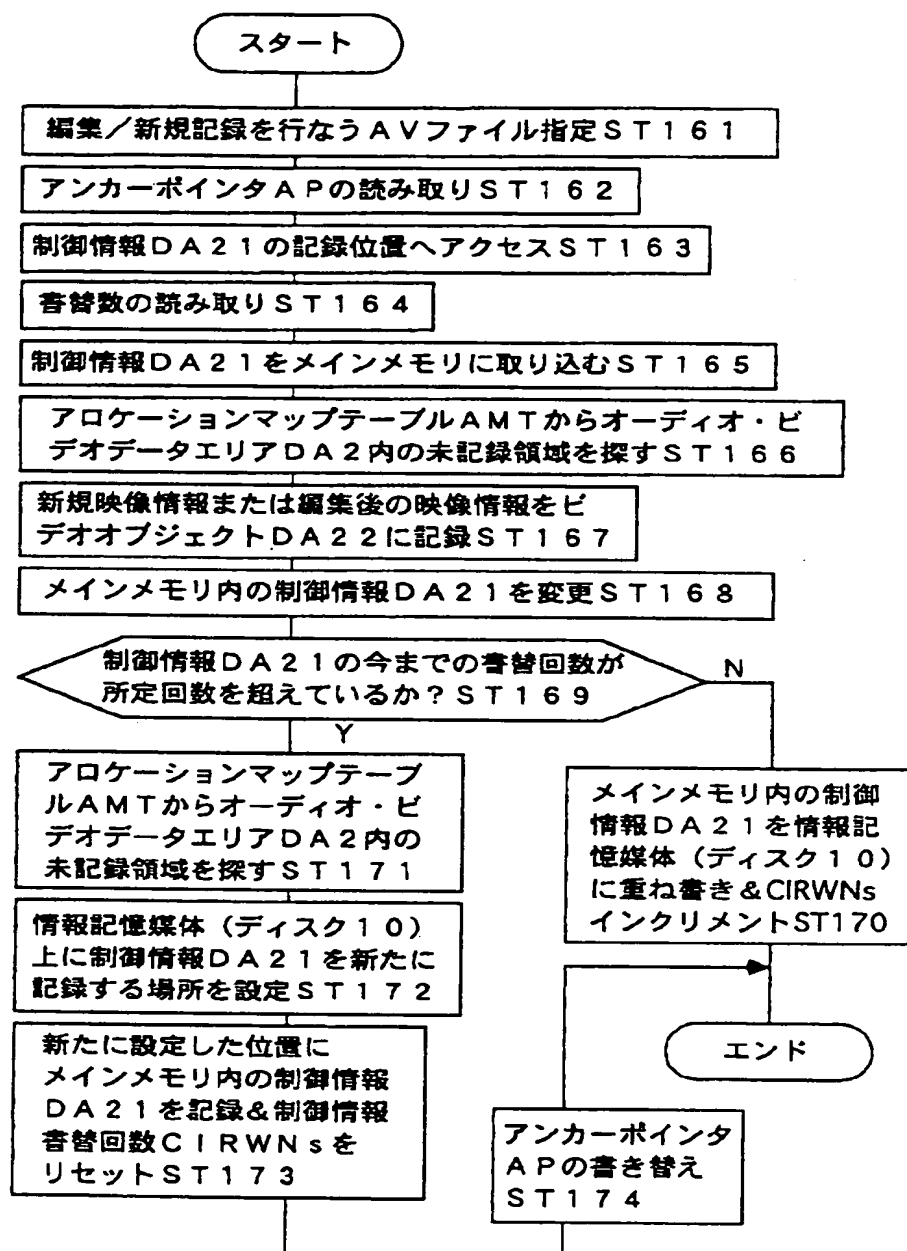 スタート
編集／新規記録を行なうＡＶファイル指定ＳＴ１６１
アンカーポインタＡＰの読み取りＳＴ１６２
制御情報ＤＡ２１の記録位置へアクセスＳＴ１６３
書替数の読み取りＳＴ１６４
制御情報ＤＡ２１をメインメモリに取り込むＳＴ１６５
アロケーションマップテーブルＡＭＴからオーディオ・ビ
デオデータエリアＤＡ２内の未記録領域を探すＳＴ１６６
新規映像情報または編集後の映像情報をビ
デオオブジェクトＤＡ２２に記録ＳＴ１６７
メインメモリ内の制御情報ＤＡ２１を変更ＳＴ１６８
制御情報ＤＡ２１の今までの書替回数が
所定回数を超えているか？ＳＴ１６９
N
Y
アロケーションマップテーブ
ルＡＭＴからオーディオ・ビ
デオデータエリアＤＡ２内の
未記録領域を探すＳＴ１７１
情報記憶媒体（ディスク１０）
上に制御情報ＤＡ２１を新たに
記録する場所を設定ＳＴ１７２
新たに設定した位置に
メインメモリ内の制御情報
ＤＡ２１を記録＆制御情報
書替回数ＣＩＲＷＮｓを
リセットＳＴ１７３
メインメモリ内の制御
情報ＤＡ２１を情報記
憶媒体（ディスク１０）
に重ね書き＆CIRWNs
インクリメントST170
エンド
アンカーポインタ
ＡＰの書き替え
ＳＴ１７４